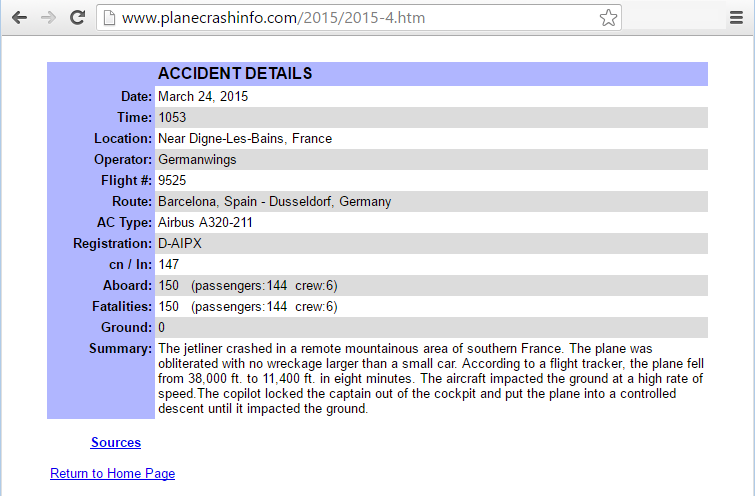 www.planecrashinfo.com/2015/2015-4.htm
ACCIDENT DETAILS
Date: March 24, 2015
Time: 1053
Location: Near Digne-Les-Bains, France
Operator: Germanwings
Flight #: 9525
Route: Barcelona, Spain - Dusseldorf, Germany
AC Type: Airbus A320-211
Registration: D-AIPX
cn / ln: 147
Aboard: 150 (passengers:144 crew:6)
Fatalities: 150 (passengers:144 crew:6)
Ground: 0
Summary: The jetliner crashed in a remote mountainous area of southern France. The plane was
obliterated with no wreckage larger than a small car. According to a flight tracker, the plane fell
from 38,000 ft. to 11,400 ft. in eight minutes. The aircraft impacted the ground at a high rate of
speed.The copilot locked the captain out of the cockpit and put the plane into a controlled
descent until it impacted the ground.
Sources
Return to Home Page